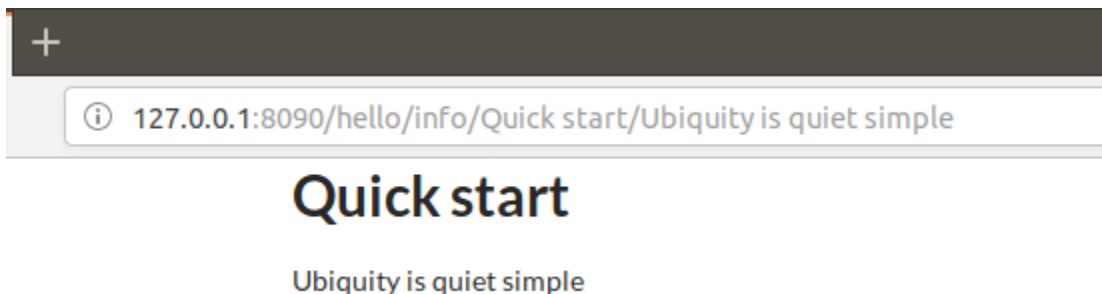 127.0.0.1:8090/hello/info/Quick start/Ubiquity is quiet simple
Quick start
Ubiquity is quiet simple